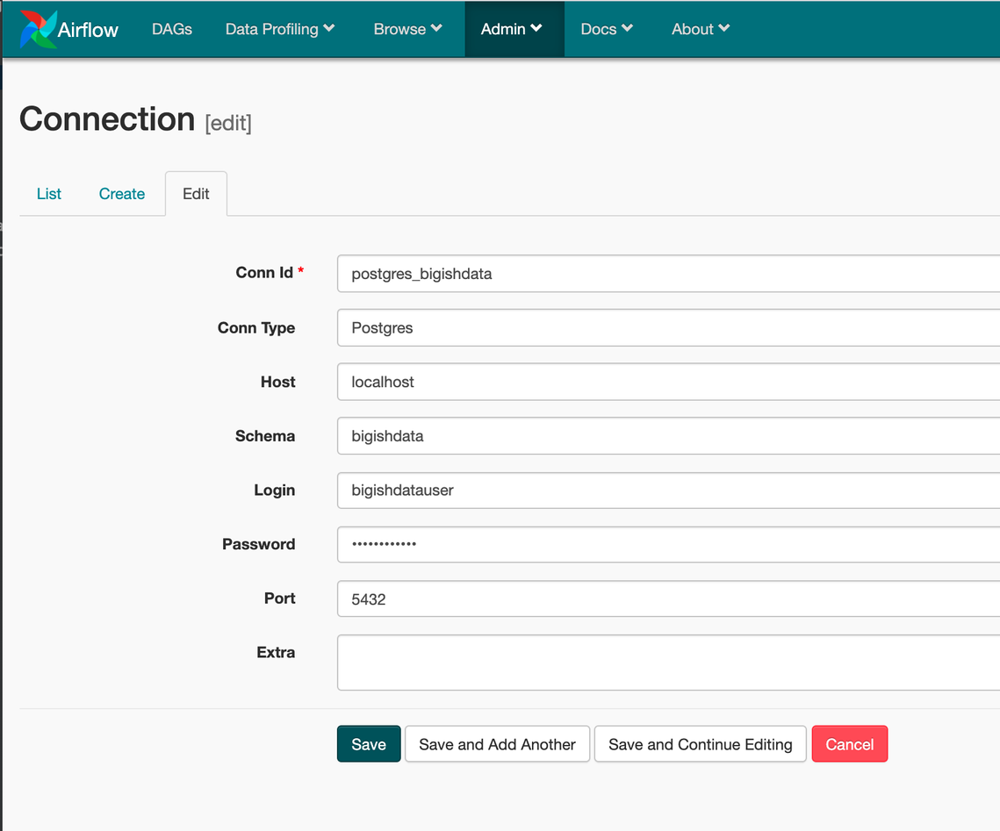 Airflow DAGs Data Profiling Browse Admin Docs About
Connection [edit]
List Create Edit
Conn Id * postgres_bigishdata
Conn Type Postgres
Host localhost
Schema bigishdata
Login bigishdatauser
Password ••••••••••••
Port 5432
Extra
Save Save and Add Another Save and Continue Editing Cancel